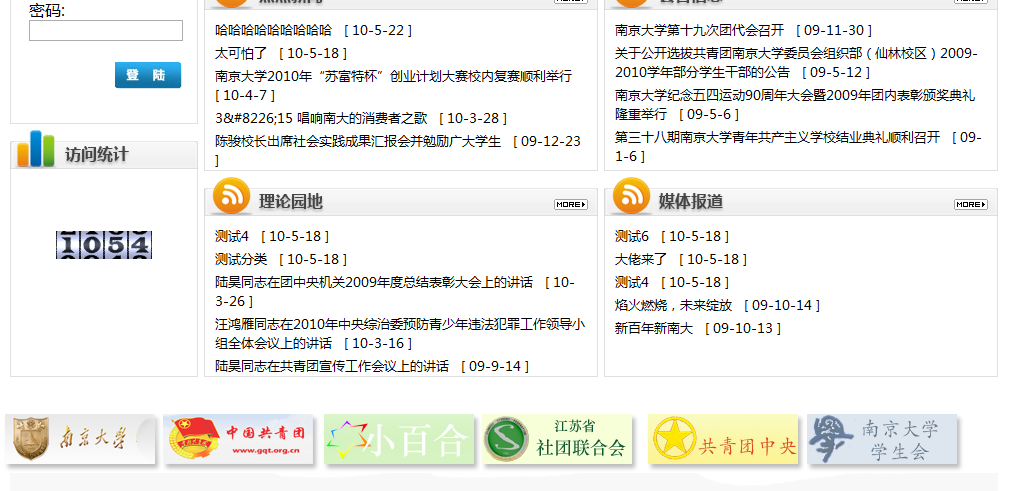 密码:
登 陆
访问统计
1054
哈哈哈哈哈哈哈哈哈 [ 10-5-22 ]
太可怕了 [ 10-5-18 ]
南京大学2010年“苏富特杯”创业计划大赛校内复赛顺利举行
[ 10-4-7 ]
3&#8226;15 唱响南大的消费者之歌 [ 10-3-28 ]
陈骏校长出席社会实践成果汇报会并勉励广大学生 [ 09-12-23
]
南京大学第十九次团代会召开 [ 09-11-30 ]
关于公开选拔共青团南京大学委员会组织部（仙林校区）2009-
2010学年部分学生干部的公告 [ 09-5-12 ]
南京大学纪念五四运动90周年大会暨2009年团内表彰颁奖典礼
隆重举行 [ 09-5-6 ]
第三十八期南京大学青年共产主义学校结业典礼顺利召开 [ 09-
1-6 ]
理论园地
MORE
测试4 [ 10-5-18 ]
测试分类 [ 10-5-18 ]
陆昊同志在团中央机关2009年度总结表彰大会上的讲话 [ 10-
3-26 ]
汪鸿雁同志在2010年中央综治委预防青少年违法犯罪工作领导小
组全体会议上的讲话 [ 10-3-16 ]
陆昊同志在共青团宣传工作会议上的讲话 [ 09-9-14 ]
媒体报道
MORE
测试6 [ 10-5-18 ]
大佬来了 [ 10-5-18 ]
测试4 [ 10-5-18 ]
焰火燃烧，未来绽放 [ 09-10-14 ]
新百年新南大 [ 09-10-13 ]
南京大学
中国共青团
www.gqt.org.cn
小百合
江苏省
社团联合会
共青团中央
南京大学
学生会